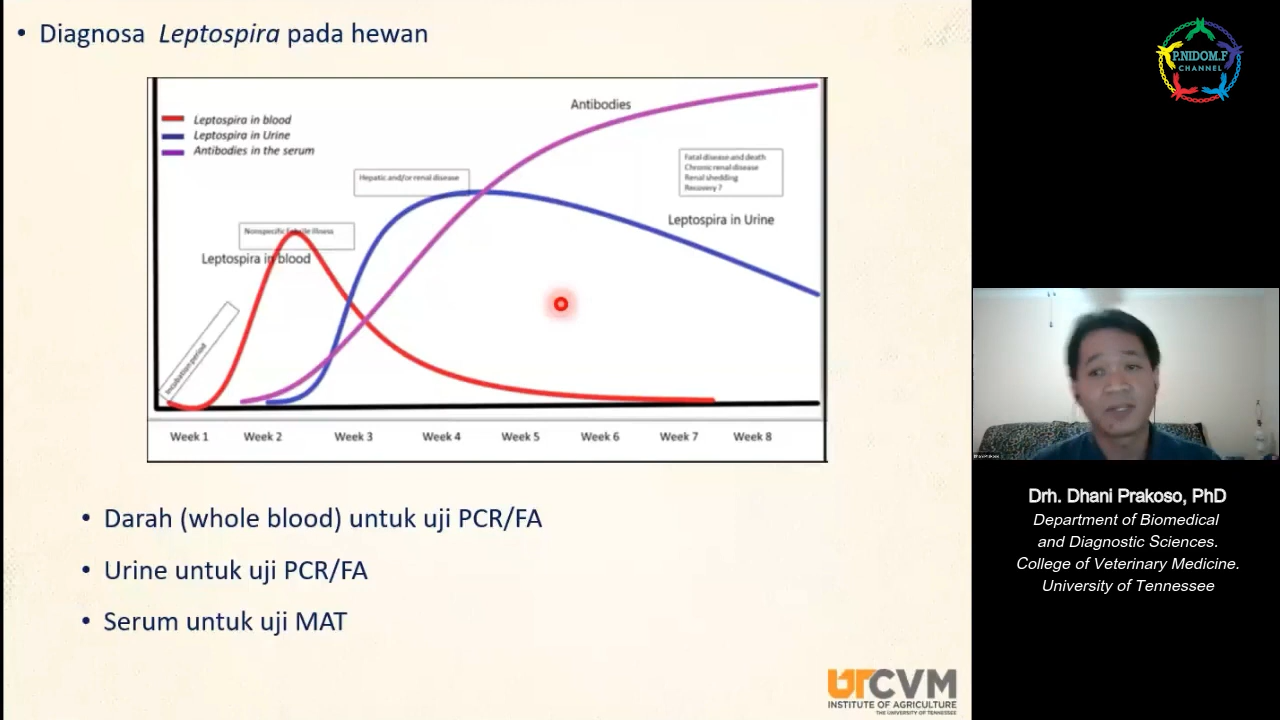 • Diagnosa Leptospira pada hewan
Leptospira in blood
Leptospira in Urine
Antibodies in the serum
Antibodies
Hepatic and/or renal disease
Fatal disease and death
Chronic renal disease
Renal shedding
Recovery ?
Nonspecific illness
Leptospira in blood
Leptospira in Urine
Incubation period
Week 1 Week 2 Week 3 Week 4 Week 5 Week 6 Week 7 Week 8
• Darah (whole blood) untuk uji PCR/FA
• Urine untuk uji PCR/FA
• Serum untuk uji MAT
UTCVM
INSTITUTE OF AGRICULTURE
THE UNIVERSITY OF TENNESSEE
P.NIDOM.F
CHANNEL
Drh. Dhani Prakoso, PhD
Department of Biomedical
and Diagnostic Sciences.
College of Veterinary Medicine.
University of Tennessee